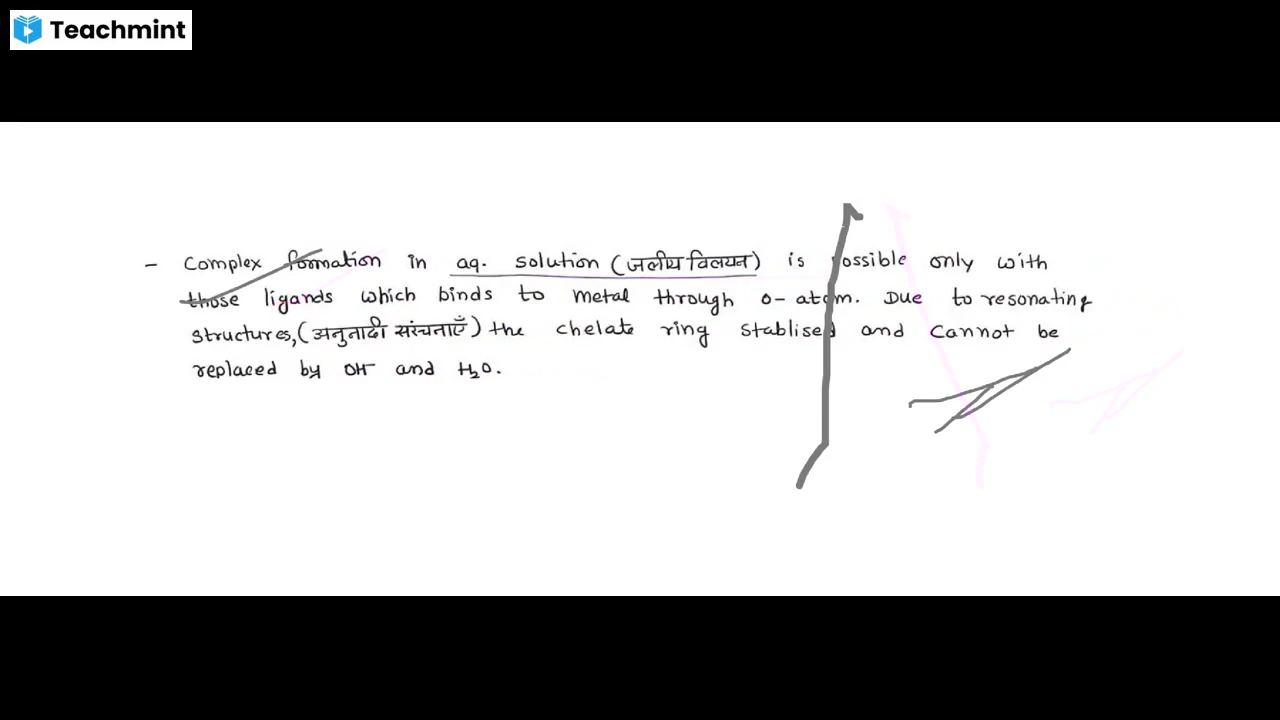 Teachmint
- Complex formation in aq. solution (जलीय विलयन) is possible only with
those ligands which binds to metal through o-atom. Due to resonating
structures,(अनुनादी संरचनाएँ) the chelate ring stablised and cannot be
replaced by OH⁻ and H₂O.